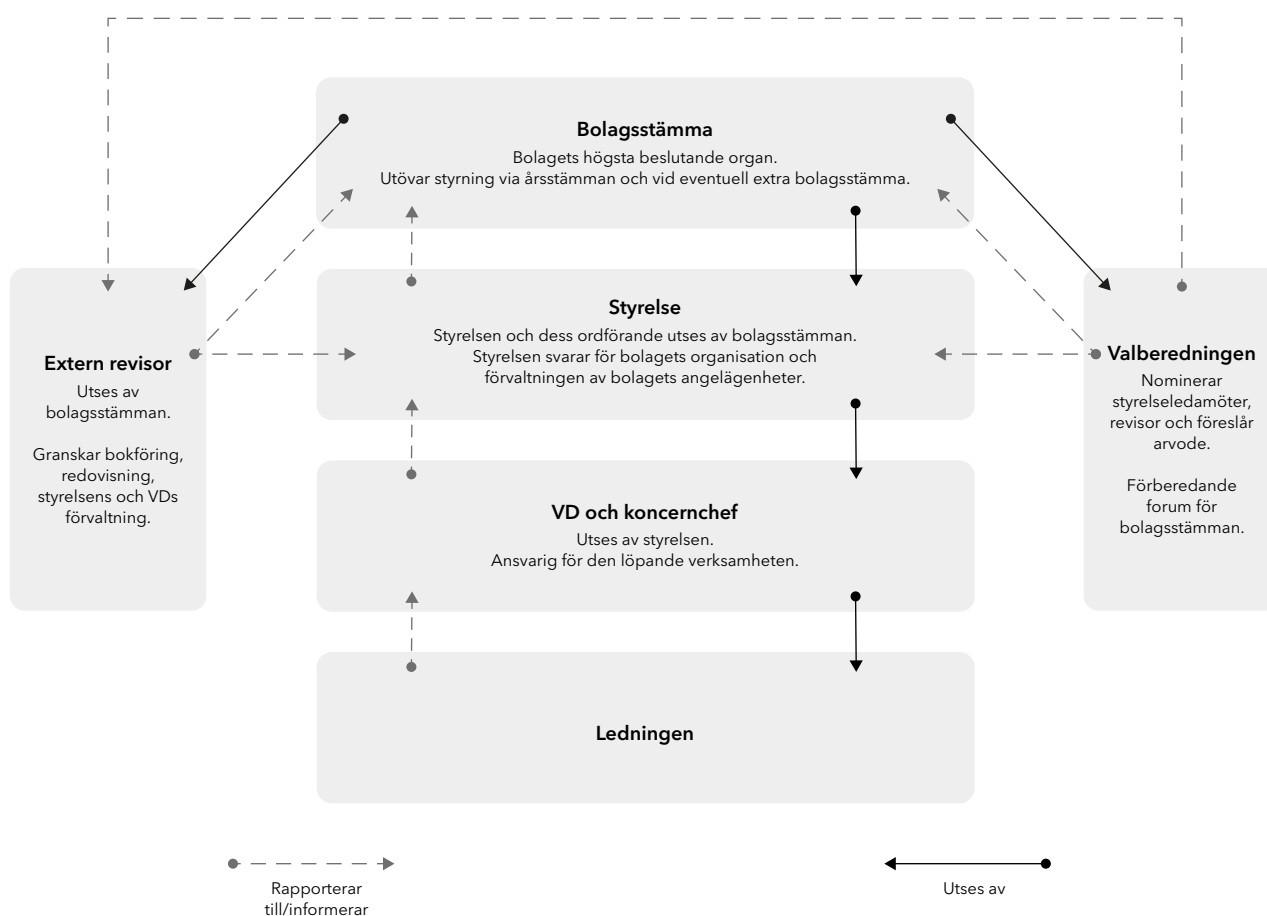 Bolagsstämma
Bolagets högsta beslutande organ.
Utövar styrning via årsstämman och vid eventuell extra bolagsstämma.
Styrelse
Styrelsen och dess ordförande utses av bolagsstämman.
Styrelsen svarar för bolagets organisation och
förvaltningen av bolagets angelägenheter.
Extern revisor
Utses av
bolagsstämman.
Granskar bokföring,
redovisning,
styrelsens och VDs
förvaltning.
Valberedningen
Nominerar
styrelseledamöter,
revisor och föreslår
arvode.
Förberedande
forum för
bolagsstämman.
VD och koncernchef
Utses av styrelsen.
Ansvarig för den löpande verksamheten.
Ledningen
Rapporterar
till/informerar
Utses av